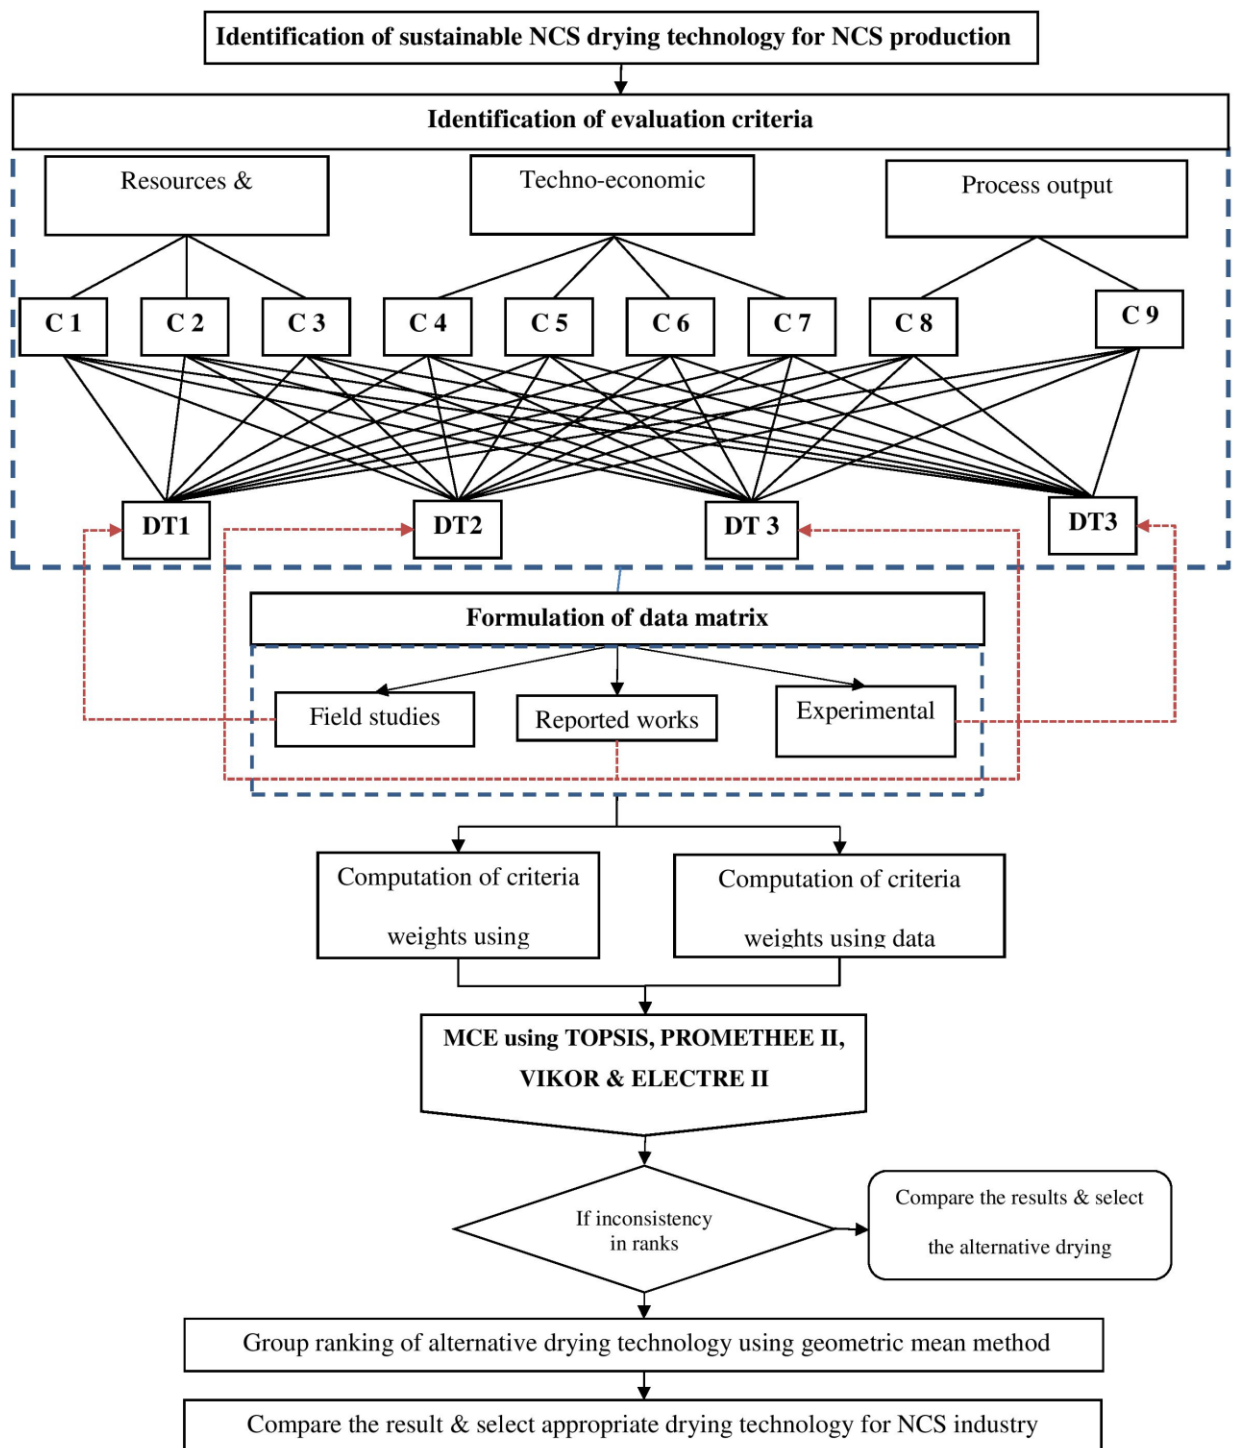 Identification of sustainable NCS drying technology for NCS production
Identification of evaluation criteria
Resources &
Techno-economic
Process output
C 1
C 2
C 3
C 4
C 5
C 6
C 7
C 8
C 9
DT1
DT2
DT 3
DT3
Formulation of data matrix
Field studies
Reported works
Experimental
Computation of criteria
weights using
Computation of criteria
weights using data
MCE using TOPSIS, PROMETHEE II,
VIKOR & ELECTRE II
If inconsistency
in ranks
Compare the results & select
the alternative drying
Group ranking of alternative drying technology using geometric mean method
Compare the result & select appropriate drying technology for NCS industry